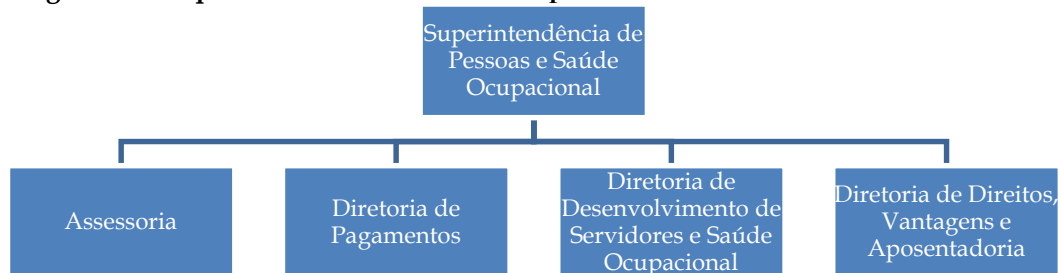 Superintendência de
Pessoas e Saúde
Ocupacional
Assessoria
Diretoria de
Pagamentos
Diretoria de
Desenvolvimento de
Servidores e Saúde
Ocupacional
Diretoria de Direitos,
Vantagens e
Aposentadoria